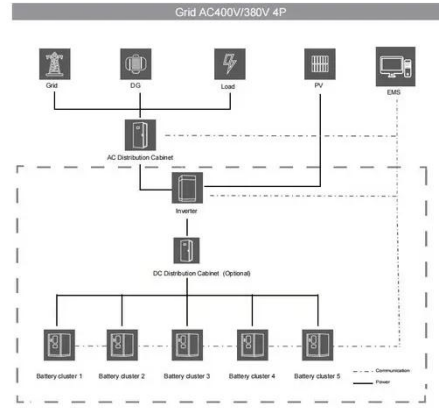 Grid AC400V/380V 4P
Grid
DG
Load
PV
EMS
AC Distribution Cabinet
Inverter
DC Distribution Cabinet (Optional)
Battery cluster 1
Battery cluster 2
Battery cluster 3
Battery cluster 4
Battery cluster 5
Communication
Power